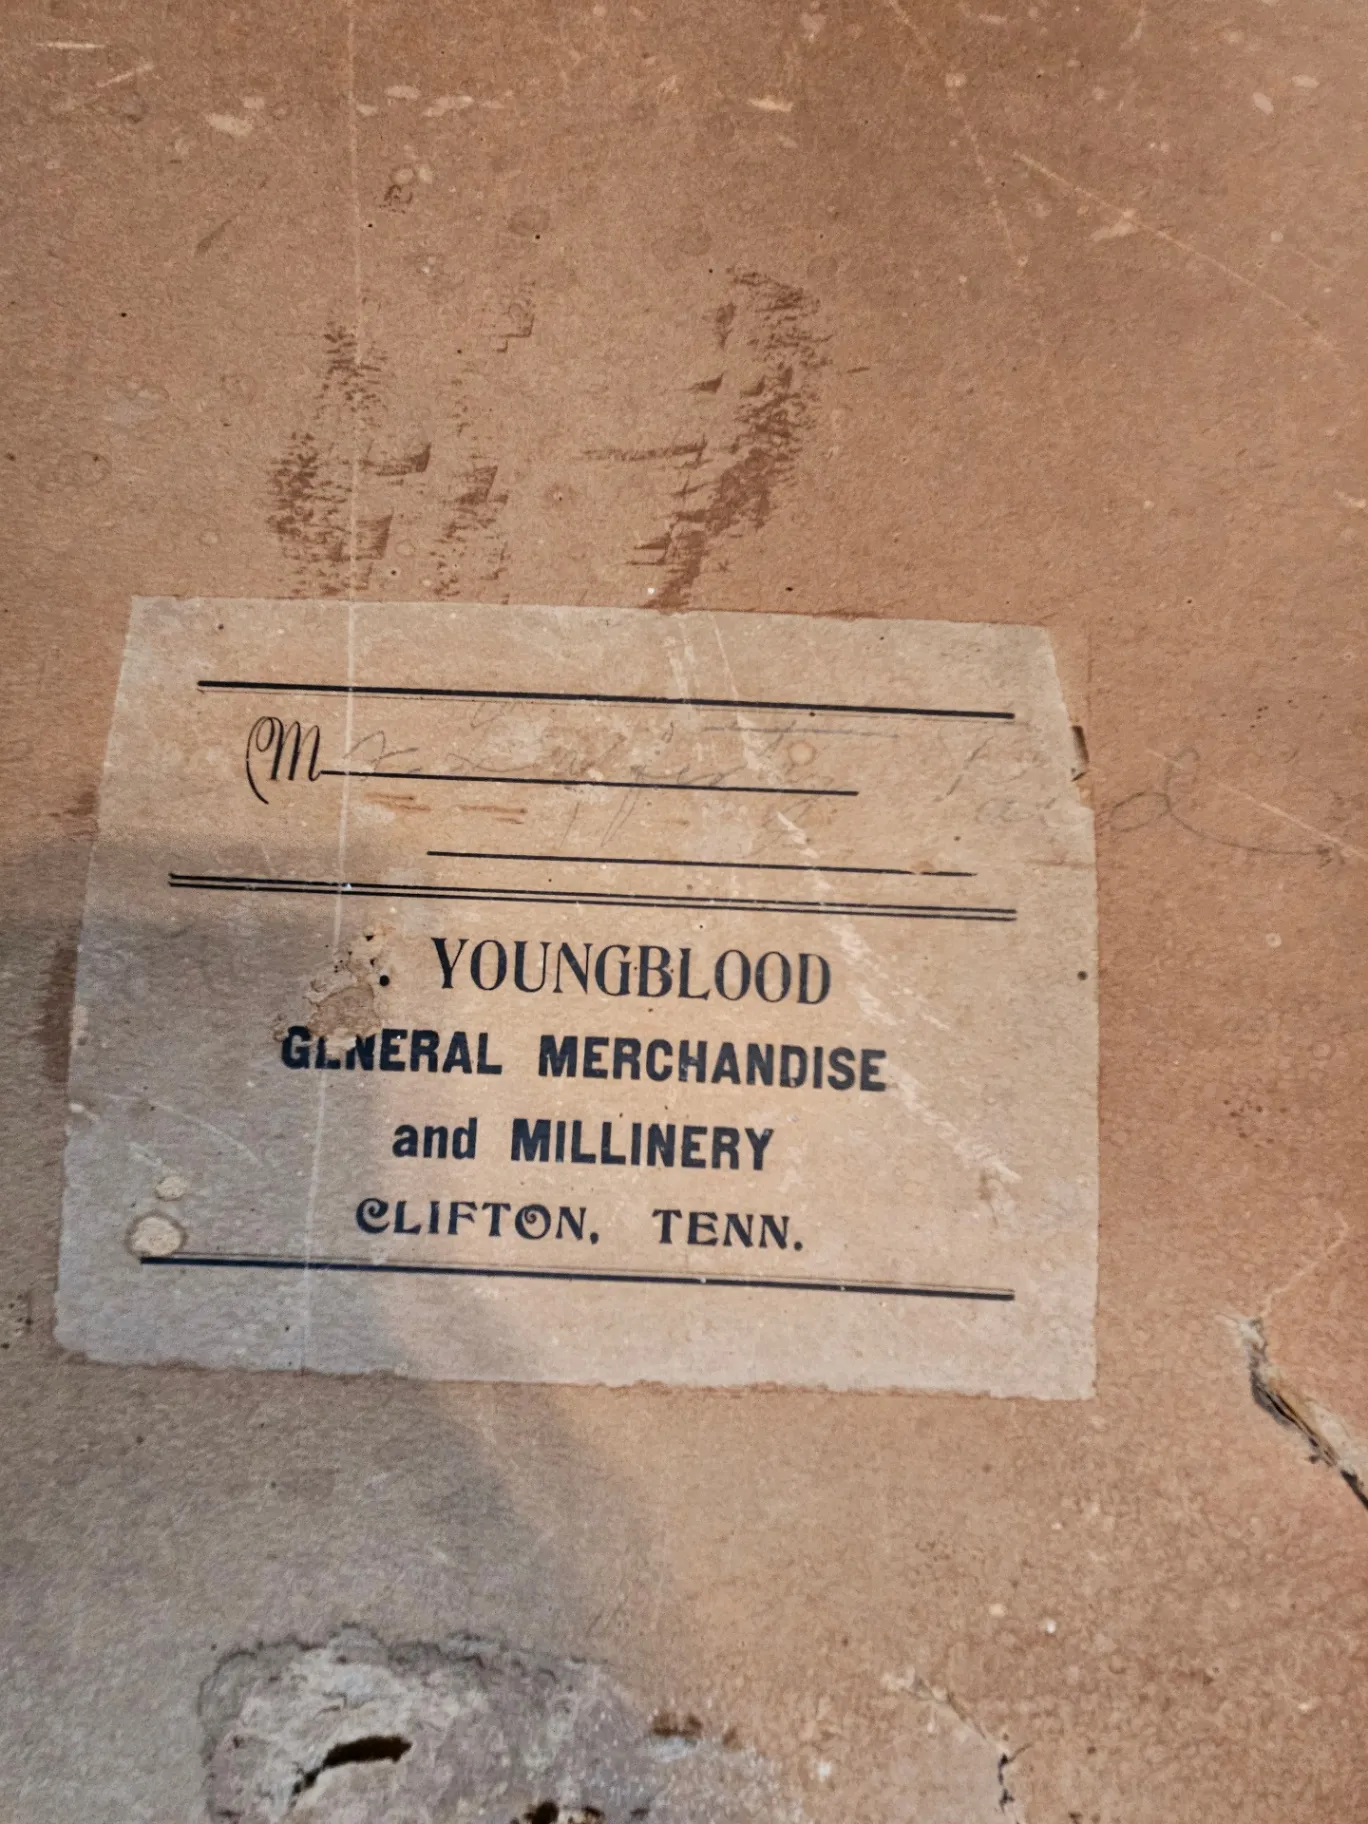 M
. YOUNGBLOOD
GENERAL MERCHANDISE
and MILLINERY
CLIFTON, TENN.